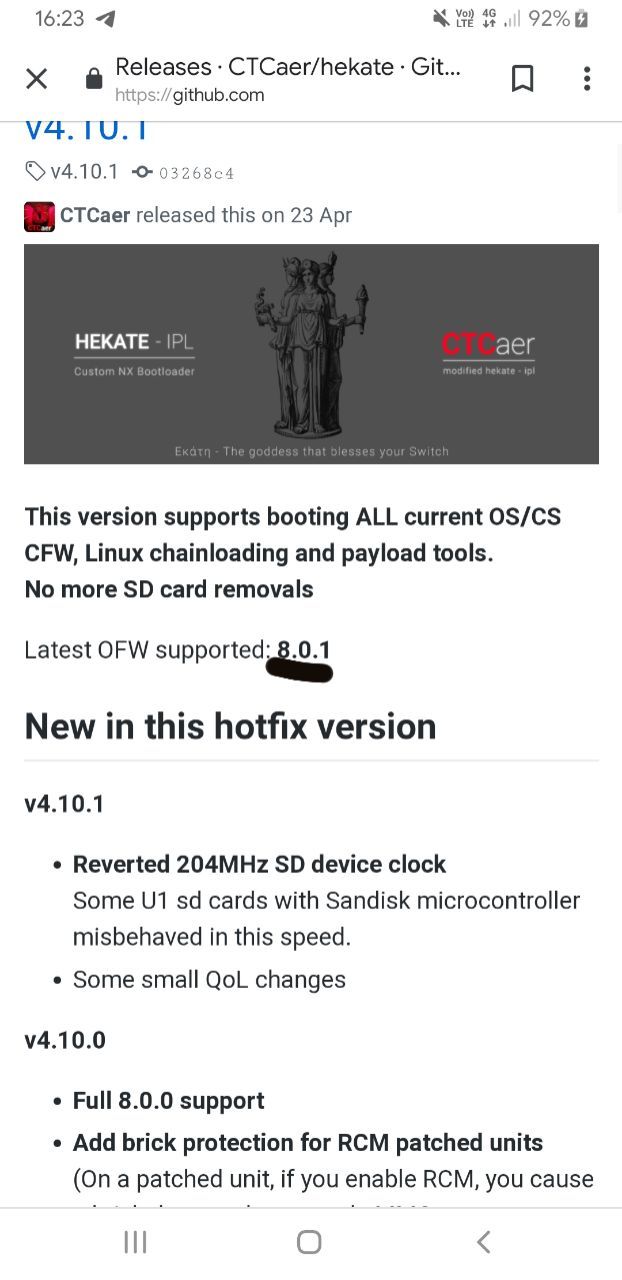 16:23 Vo)) LTE 4G 92%
Releases · CTCaer/hekate · Git...
https://github.com
v4.10.1
v4.10.1 03268c4
CTCaer released this on 23 Apr
HEKATE - IPL
Custom NX Bootloader
CTCaer
modified hekate - ipl
Εκάτη - The goddess that blesses your Switch
This version supports booting ALL current OS/CS
CFW, Linux chainloading and payload tools.
No more SD card removals
Latest OFW supported: 8.0.1
New in this hotfix version
v4.10.1
• Reverted 204MHz SD device clock
Some U1 sd cards with Sandisk microcontroller
misbehaved in this speed.
• Some small QoL changes
v4.10.0
• Full 8.0.0 support
• Add brick protection for RCM patched units
(On a patched unit, if you enable RCM, you cause